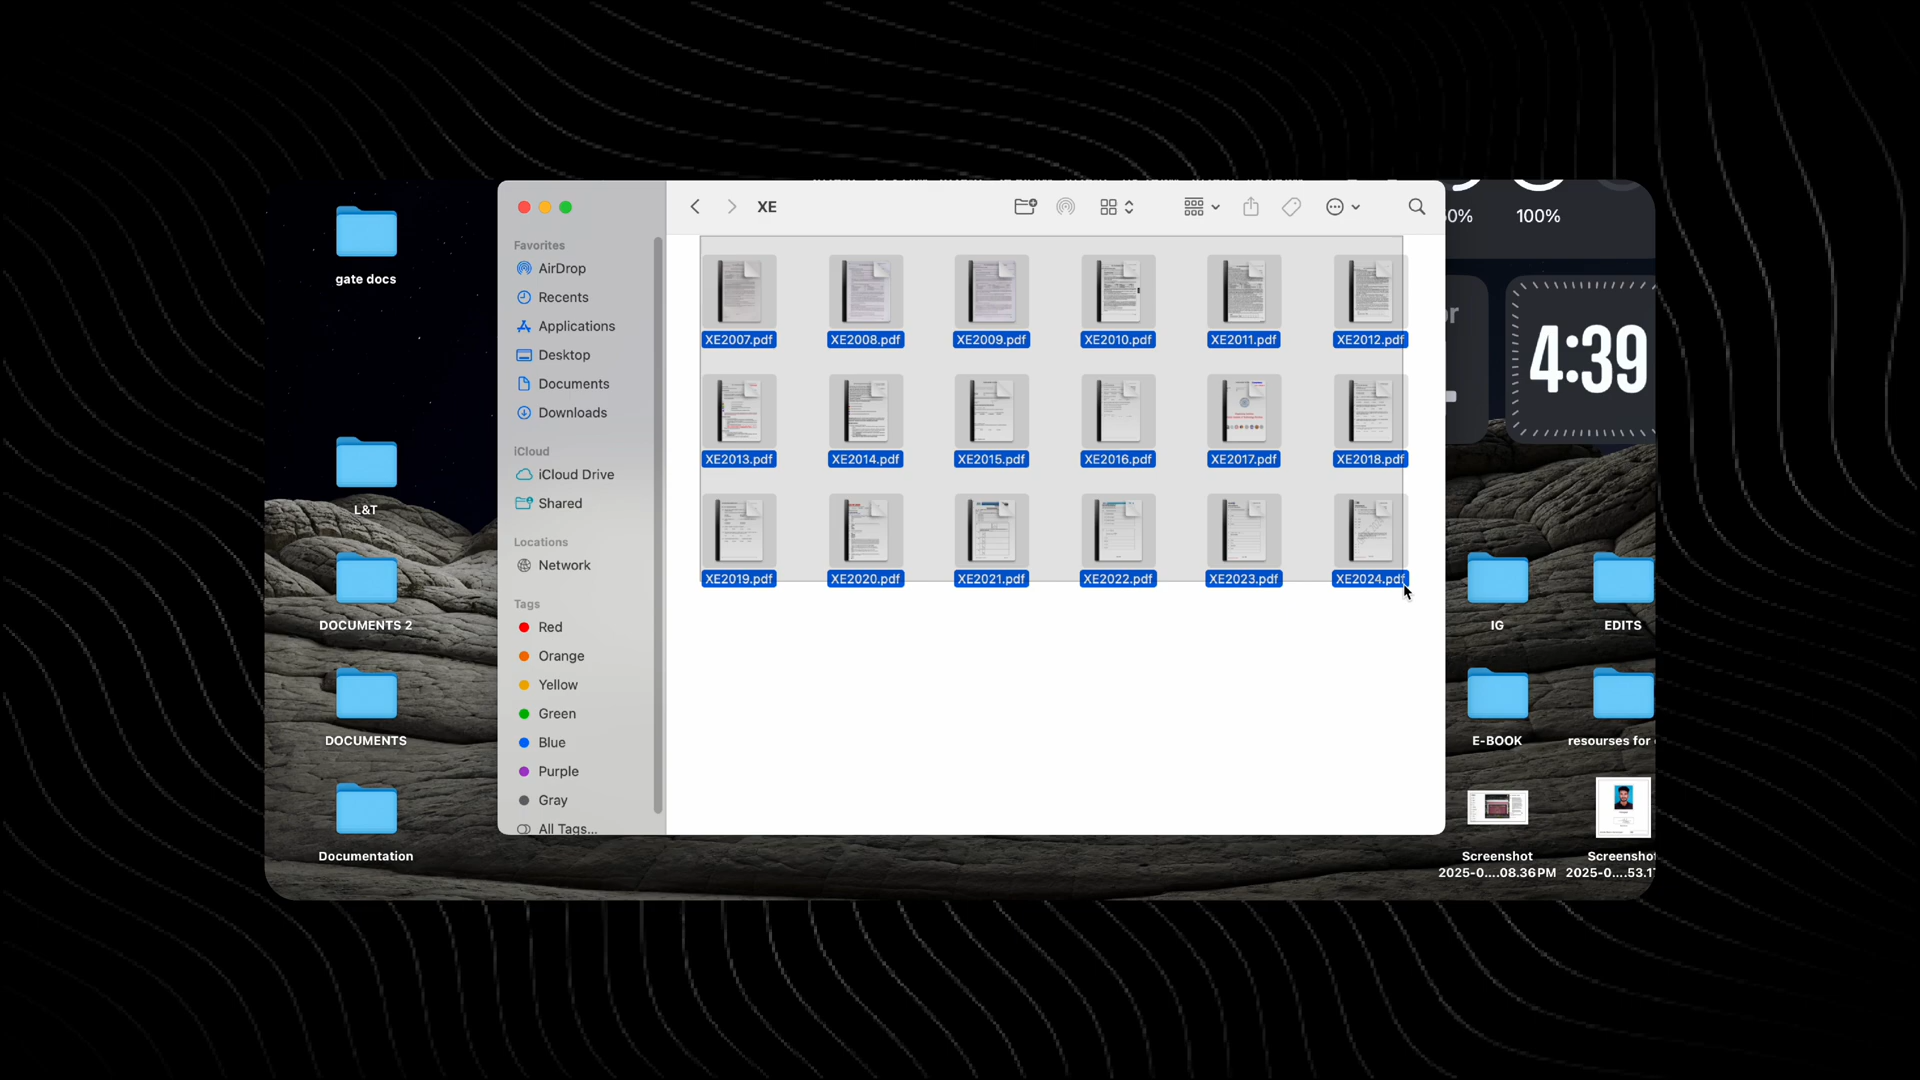 gate docs
L&T
DOCUMENTS 2
DOCUMENTS
Documentation
Favorites
AirDrop
Recents
Applications
Desktop
Documents
Downloads
iCloud
iCloud Drive
Shared
Locations
Network
Tags
Red
Orange
Yellow
Green
Blue
Purple
Gray
All Tags...
XE
XE2007.pdf XE2008.pdf XE2009.pdf XE2010.pdf XE2011.pdf XE2012.pdf
XE2013.pdf XE2014.pdf XE2015.pdf XE2016.pdf XE2017.pdf XE2018.pdf
XE2019.pdf XE2020.pdf XE2021.pdf XE2022.pdf XE2023.pdf XE2024.pdf
100%
4:39
IG EDITS
E-BOOK resourses for
Screenshot
2025-0....08.36 PM